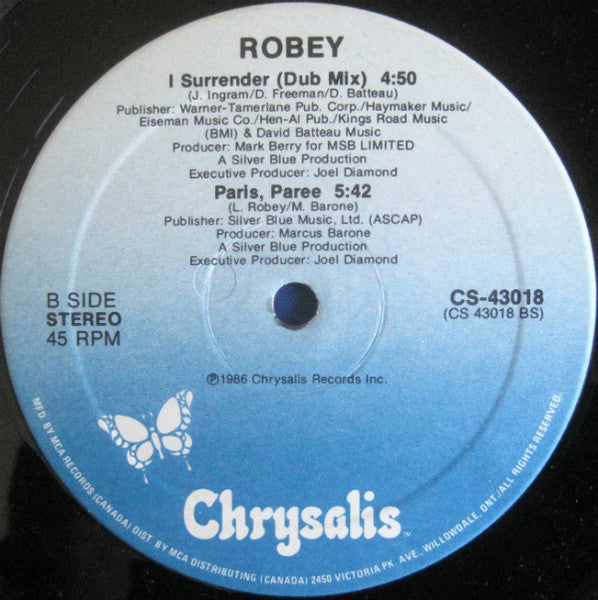 ROBEY
I Surrender (Dub Mix) 4:50
(J. Ingram/D. Freeman/D. Batteau)
Publisher: Warner-Tamerlane Pub. Corp./Haymaker Music/
Eiseman Music Co./Hen-Al Pub./Kings Road Music
(BMI) & David Batteau Music
Producer: Mark Berry for MSB LIMITED
A Silver Blue Production
Executive Producer: Joel Diamond
Paris, Paree 5:42
(L. Robey/M. Barone)
Publisher: Silver Blue Music, Ltd. (ASCAP)
Producer: Marcus Barone
A Silver Blue Production
Executive Producer: Joel Diamond
B SIDE
STEREO
45 RPM
CS-43018
(CS 43018 BS)
℗1986 Chrysalis Records Inc.
Chrysalis™
MFD. BY MCA RECORDS (CANADA) DIST. BY MCA DISTRIBUTING (CANADA) 2450 VICTORIA PK. AVE., WILLOWDALE, ONT./ALL RIGHTS RESERVED.